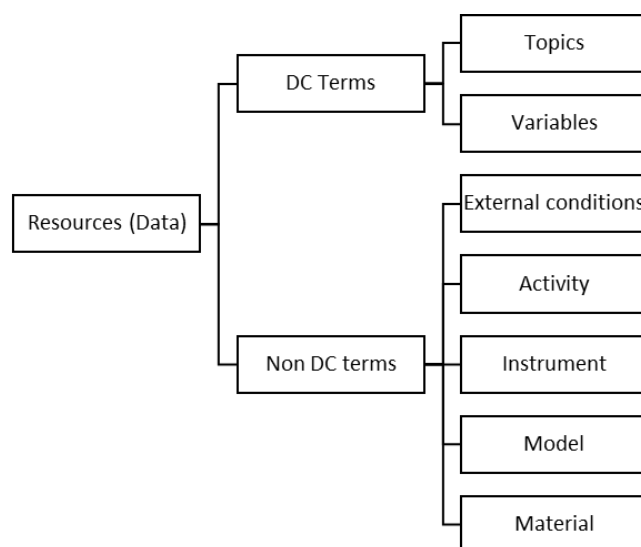 Topics
DC Terms
Variables
External conditions
Resources (Data)
Activity
Non DC terms
Instrument
Model
Material